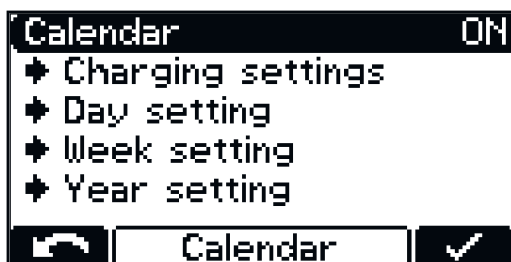 Calendar ON
Charging settings
Day setting
Week setting
Year setting
Calendar